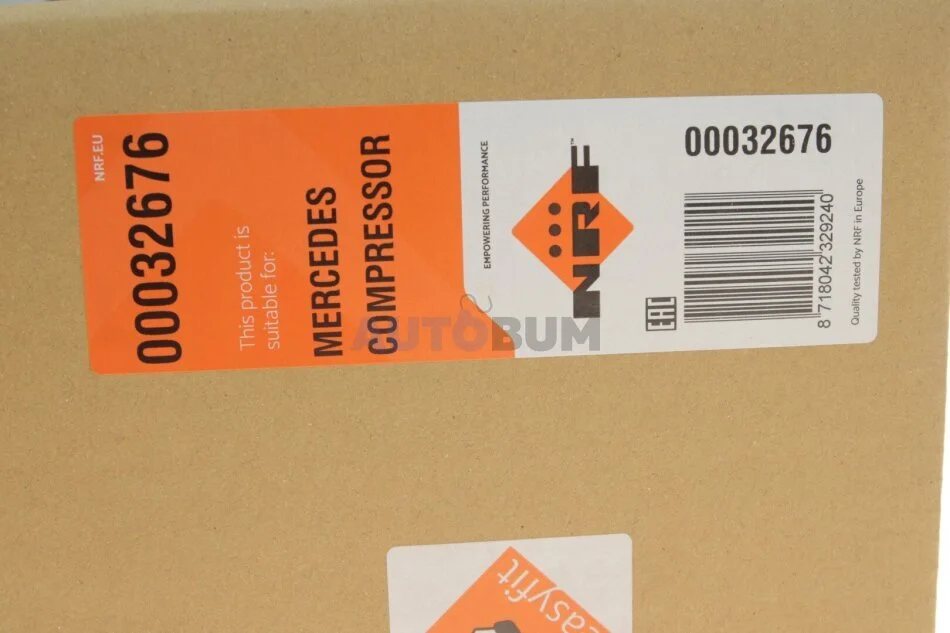 NRF.EU
00032676
This product is
suitable for:
MERCEDES
COMPRESSOR
EMPOWERING PERFORMANCE
NRF™
00032676
EAC
8 718042 329240
Quality tested by NRF in Europe
AUTOBUM
easyfit